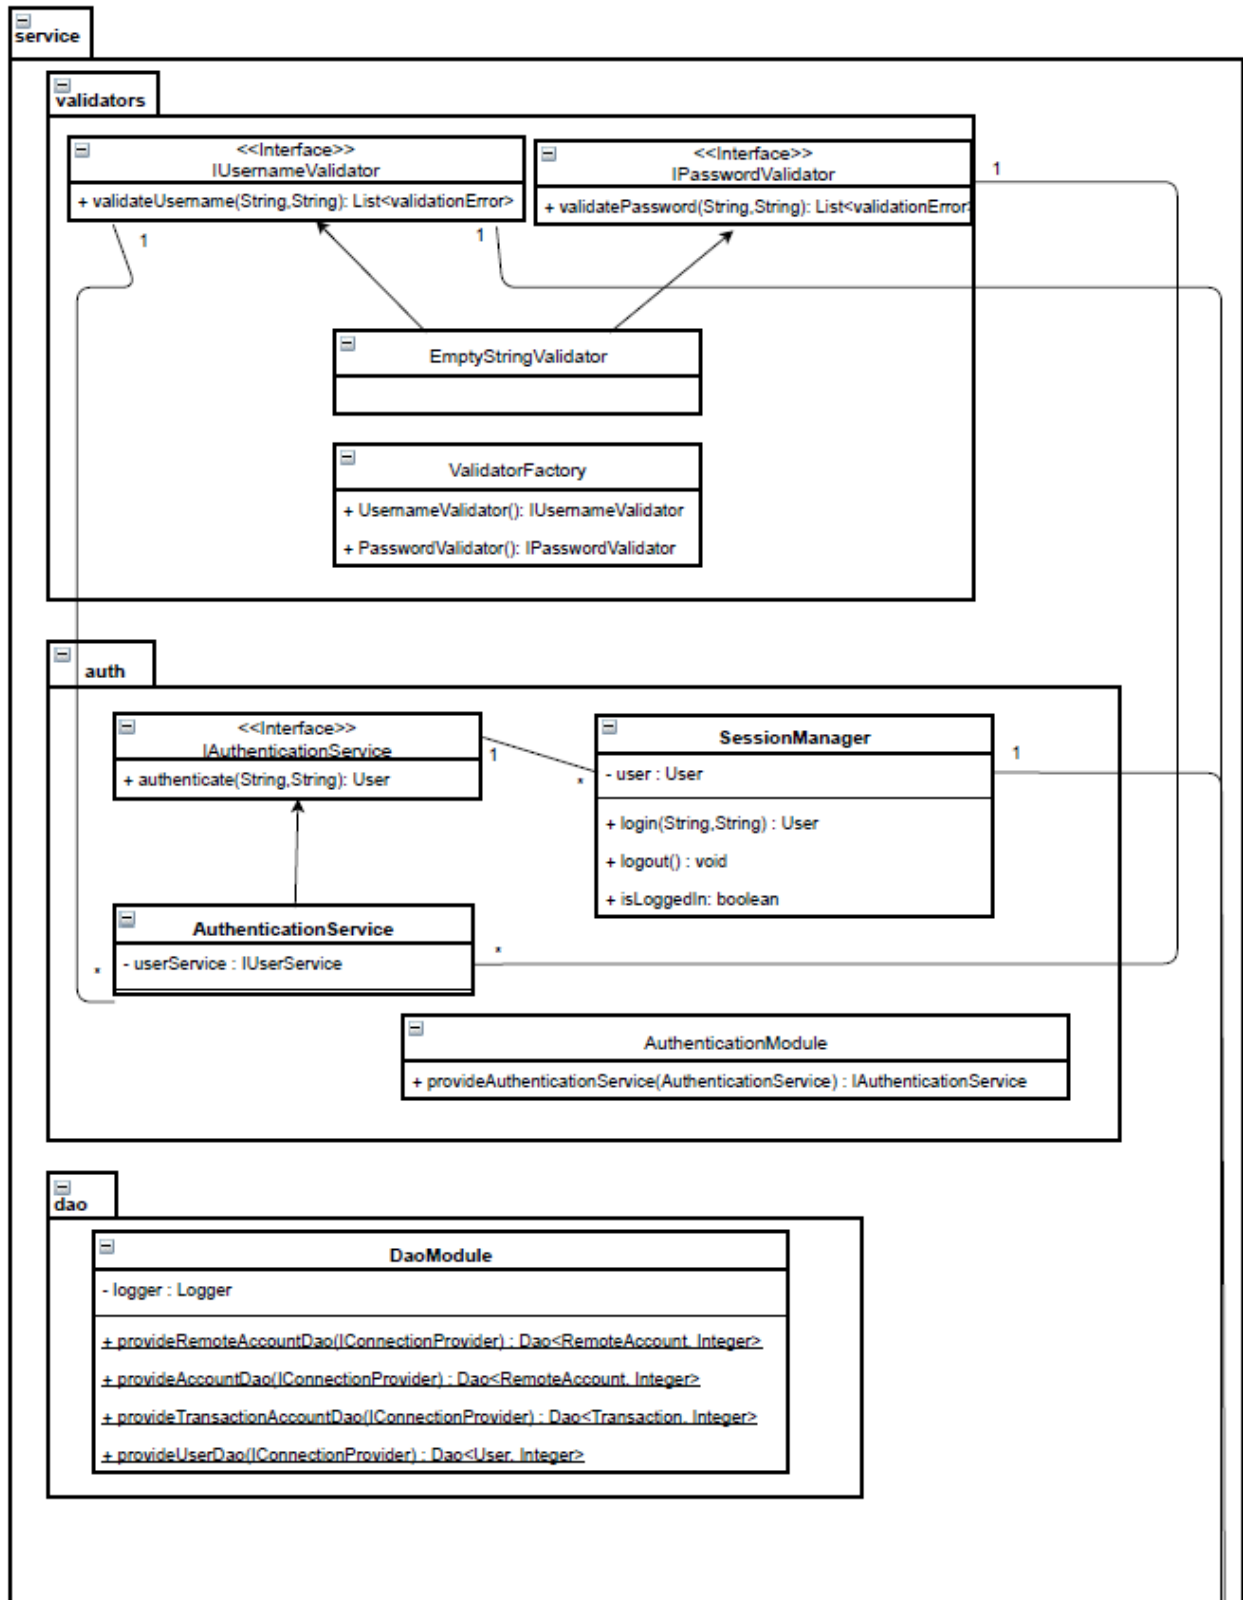 service
validators
<<Interface>>
IUsernameValidator
+ validateUsername(String,String): List<validationError>
1
1
<<Interface>>
IPasswordValidator
+ validatePassword(String,String): List<validationError>
1
EmptyStringValidator
ValidatorFactory
+ UsernameValidator(): IUsernameValidator
+ PasswordValidator(): IPasswordValidator
auth
<<Interface>>
IAuthenticationService
+ authenticate(String,String): User
1
*
SessionManager
- user : User
+ login(String,String) : User
+ logout() : void
+ isLoggedIn: boolean
1
AuthenticationService
- userService : IUserService
*
*
AuthenticationModule
+ provideAuthenticationService(AuthenticationService) : IAuthenticationService
dao
DaoModule
- logger : Logger
+ provideRemoteAccountDao(IConnectionProvider) : Dao<RemoteAccount, Integer>
+ provideAccountDao(IConnectionProvider) : Dao<RemoteAccount, Integer>
+ provideTransactionAccountDao(IConnectionProvider) : Dao<Transaction, Integer>
+ provideUserDao(IConnectionProvider) : Dao<User, Integer>